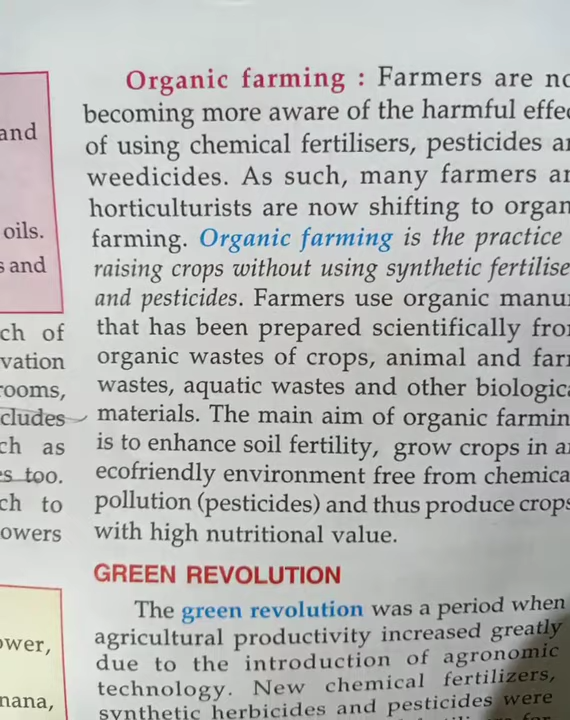 and
oils.
and
ch of
vation
rooms,
cludes
ch as
too.
ch to
owers
ower,
nana,
Organic farming : Farmers are
becoming more aware of the harmful
of using chemical fertilisers, pesticides
weedicides. As such, many farmers
horticulturists are now shifting to
farming. Organic farming is the practice
raising crops without using synthetic
and pesticides. Farmers use organic
that has been prepared scientifically
organic wastes of crops, animal and
wastes, aquatic wastes and other
materials. The main aim of organic
is to enhance soil fertility, grow crops in
ecofriendly environment free from
pollution (pesticides) and thus produce crops
with high nutritional value.
GREEN REVOLUTION
The green revolution was a period when
agricultural productivity increased greatly
due to the introduction of agronomic
technology. New chemical fertilizers,
synthetic herbicides and pesticides were